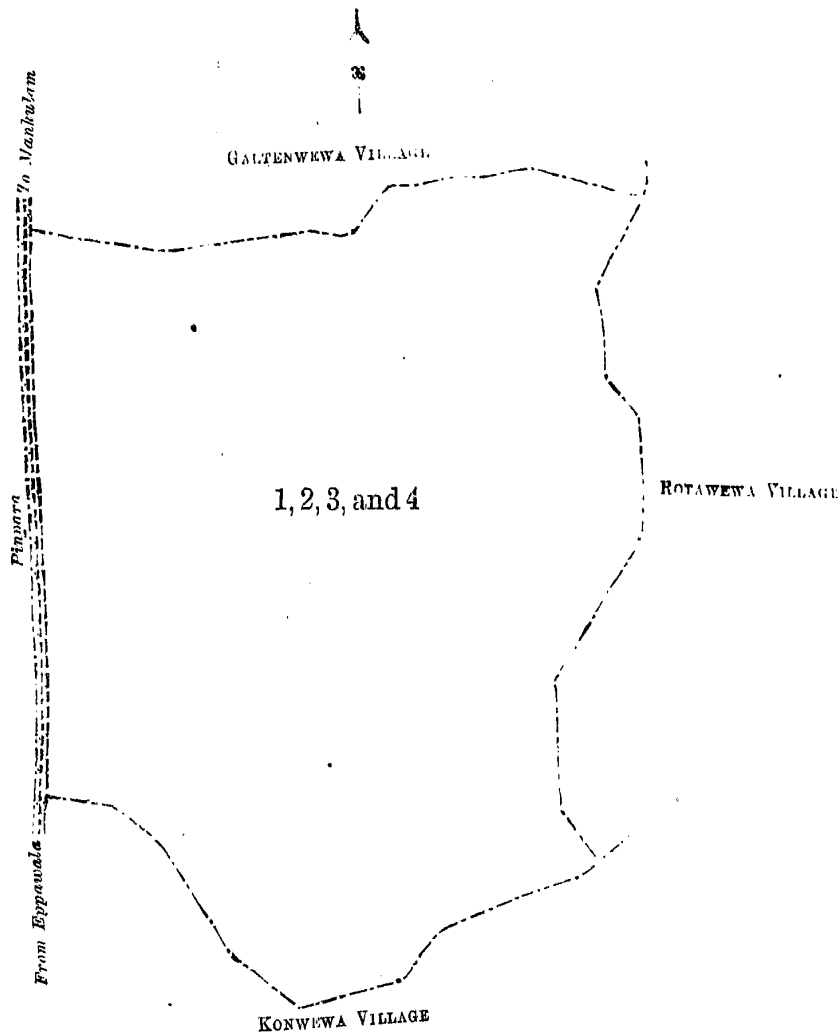 To Mankulam
GALTENWEWA VILLAGE
Pinpara
1, 2, 3, and 4
ROTAWEWA VILLAGE
From Eppawala
KONWEWA VILLAGE